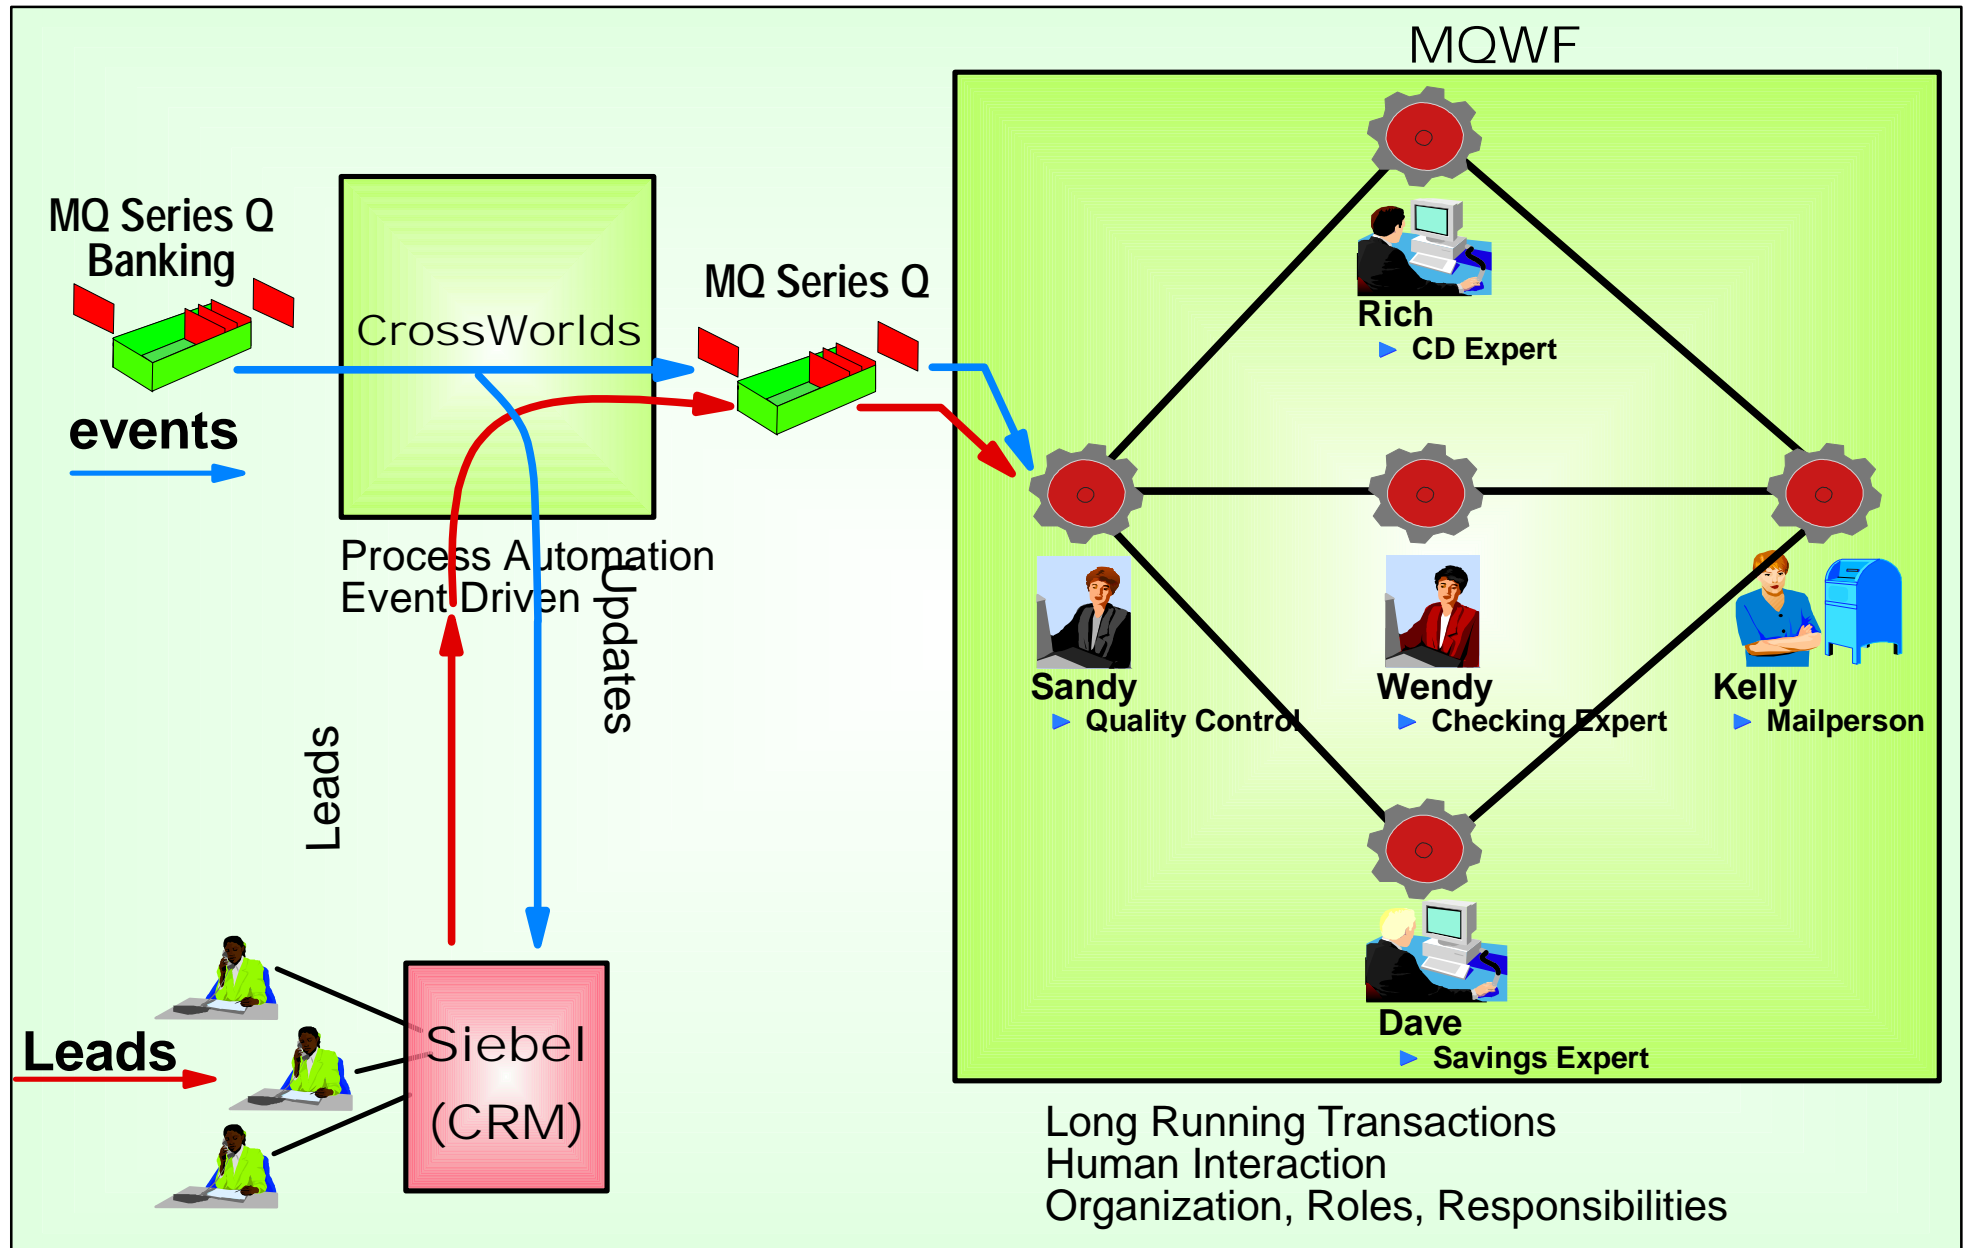 MQWF
MQ Series Q
Banking
CrossWorlds
MQ Series Q
events
Process Automation
Event Driven
Updates
Leads
Leads
Siebel
(CRM)
Rich
CD Expert
Sandy
Quality Control
Wendy
Checking Expert
Kelly
Mailperson
Dave
Savings Expert
Long Running Transactions
Human Interaction
Organization, Roles, Responsibilities